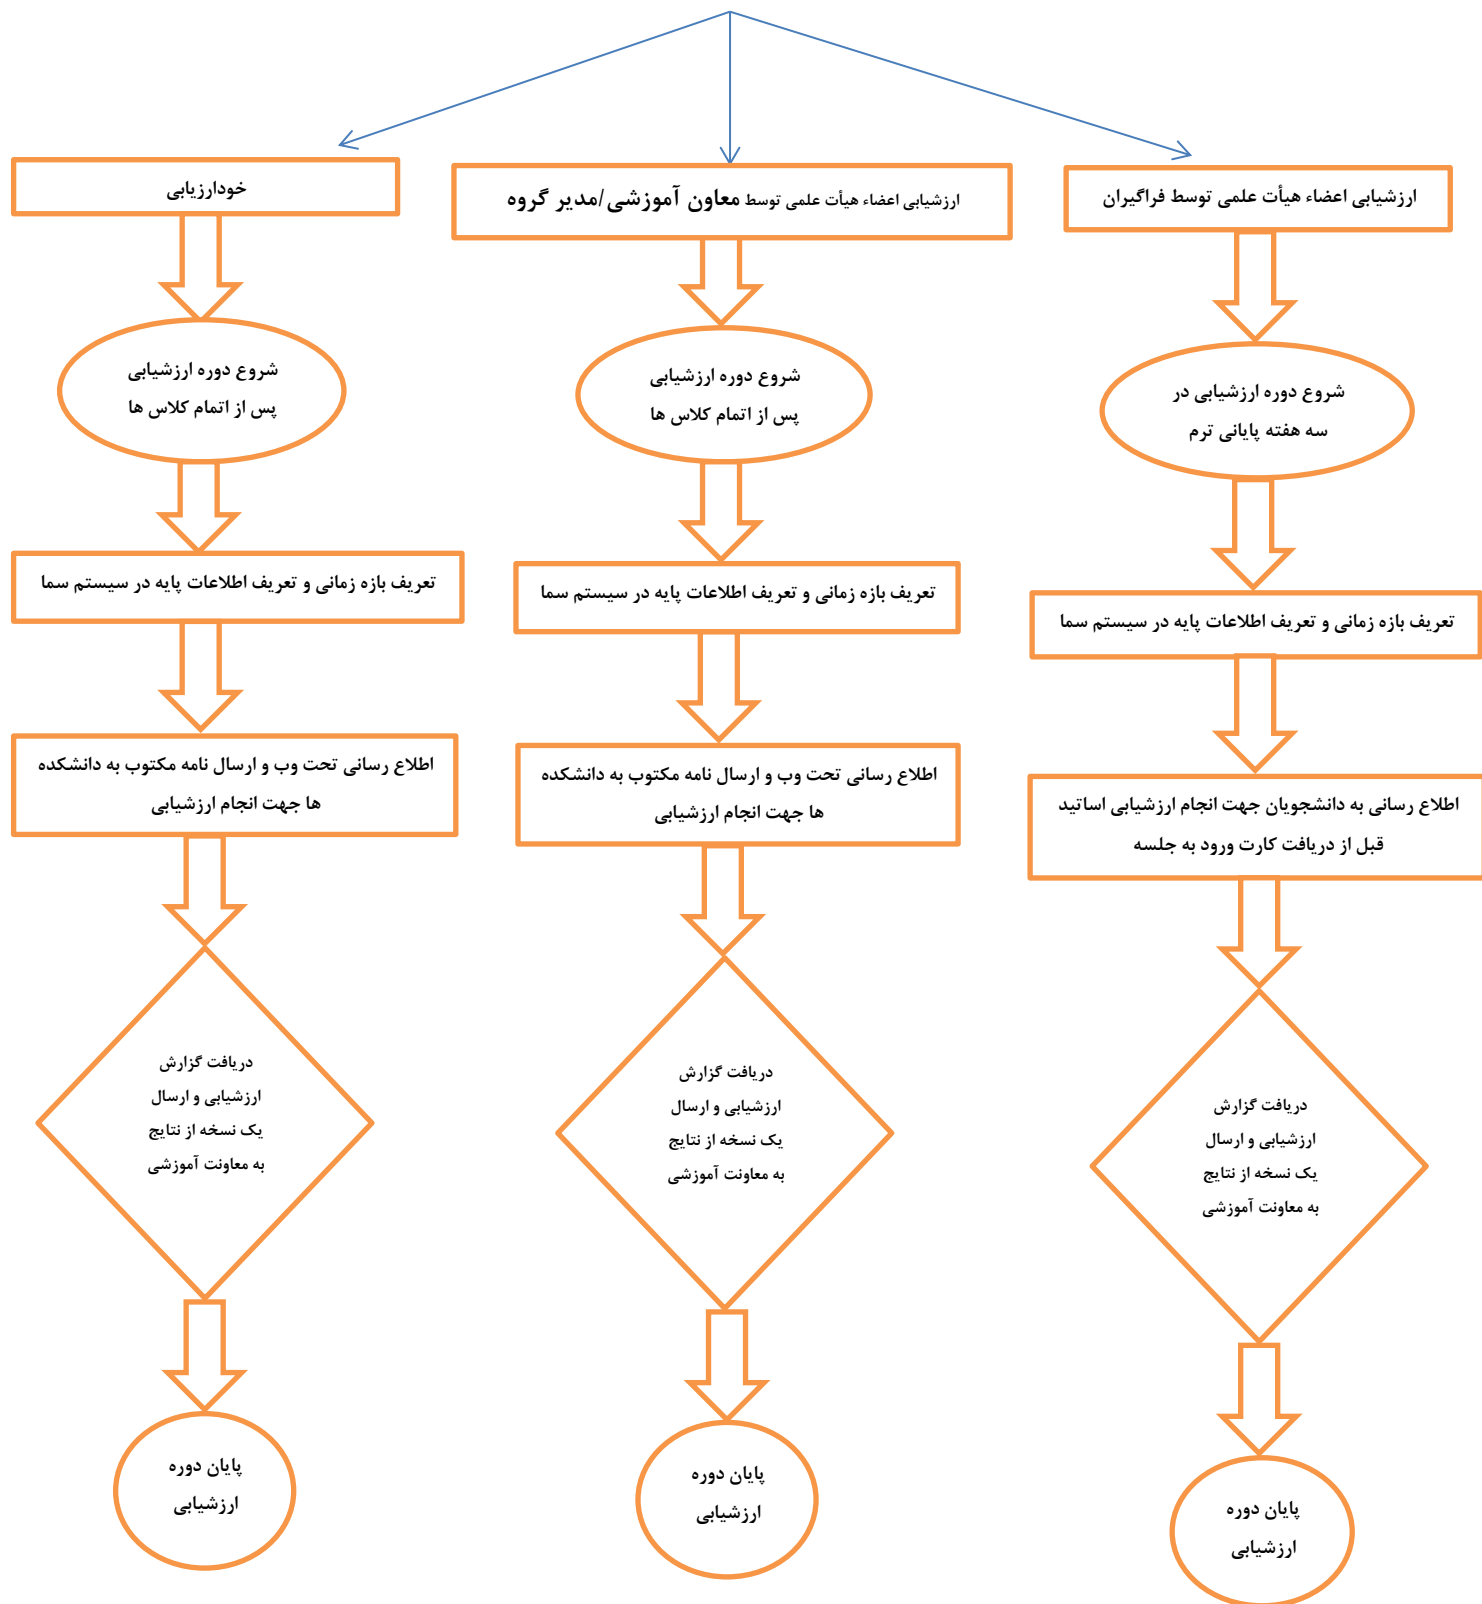 ارزشیابی اعضاء هیأت علمی توسط فراگیران
شروع دوره ارزشیابی در
سه هفته پایانی ترم
تعریف بازه زمانی و تعریف اطلاعات پایه در سیستم سما
اطلاع رسانی به دانشجویان جهت انجام ارزشیابی اساتید
قبل از دریافت کارت ورود به جلسه
دریافت گزارش
ارزشیابی و ارسال
یک نسخه از نتایج
به معاونت آموزشی
پایان دوره
ارزشیابی
ارزشیابی اعضاء هیأت علمی توسط معاون آموزشی/مدیر گروه
شروع دوره ارزشیابی
پس از اتمام کلاس ها
تعریف بازه زمانی و تعریف اطلاعات پایه در سیستم سما
اطلاع رسانی تحت وب و ارسال نامه مکتوب به دانشکده
ها جهت انجام ارزشیابی
دریافت گزارش
ارزشیابی و ارسال
یک نسخه از نتایج
به معاونت آموزشی
پایان دوره
ارزشیابی
خودارزیابی
شروع دوره ارزشیابی
پس از اتمام کلاس ها
تعریف بازه زمانی و تعریف اطلاعات پایه در سیستم سما
اطلاع رسانی تحت وب و ارسال نامه مکتوب به دانشکده
ها جهت انجام ارزشیابی
دریافت گزارش
ارزشیابی و ارسال
یک نسخه از نتایج
به معاونت آموزشی
پایان دوره
ارزشیابی